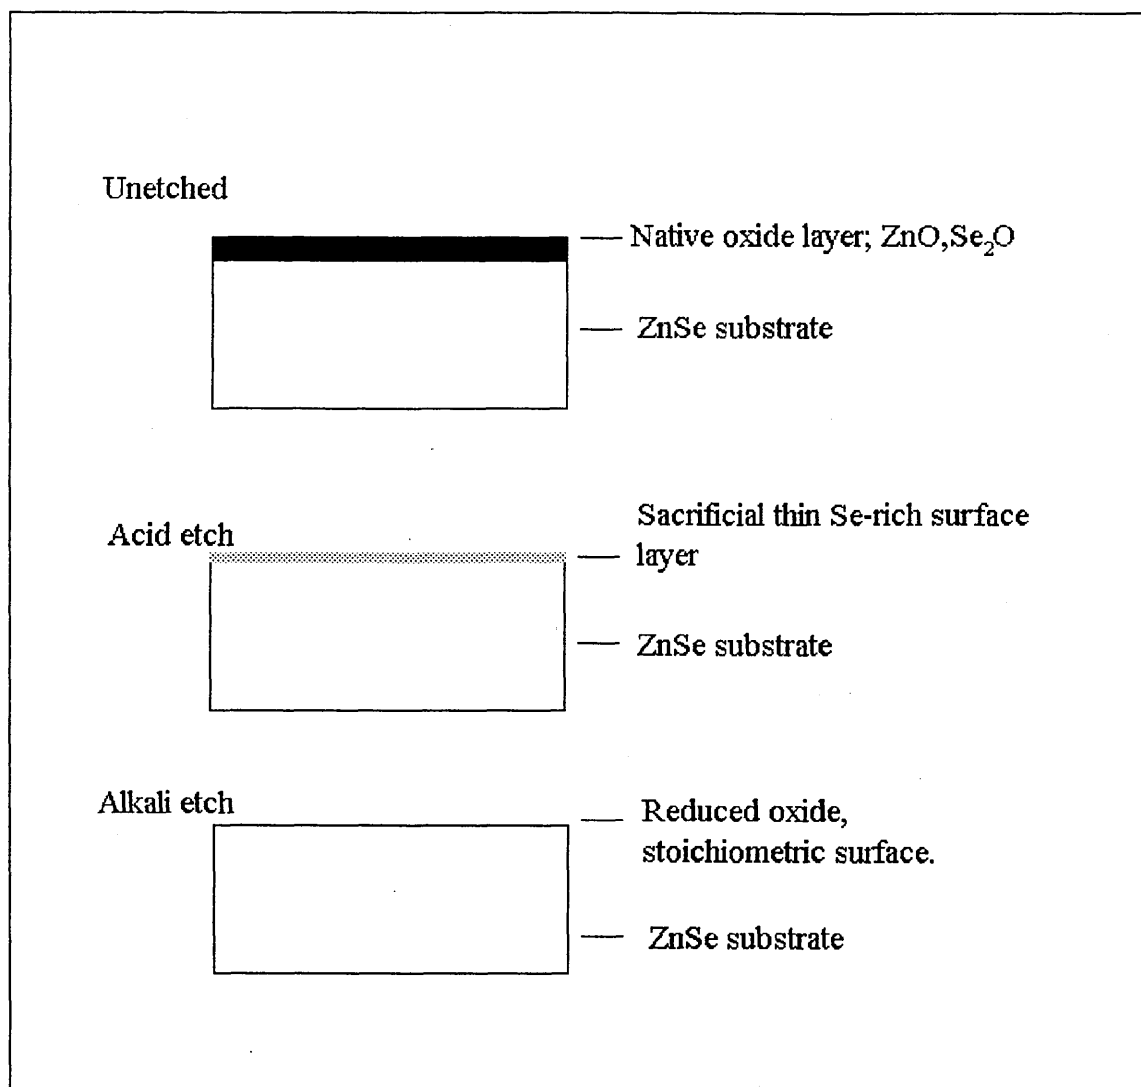 Unetched
Native oxide layer; ZnO,Se₂O
ZnSe substrate
Acid etch
Sacrificial thin Se-rich surface
layer
ZnSe substrate
Alkali etch
Reduced oxide,
stoichiometric surface.
ZnSe substrate